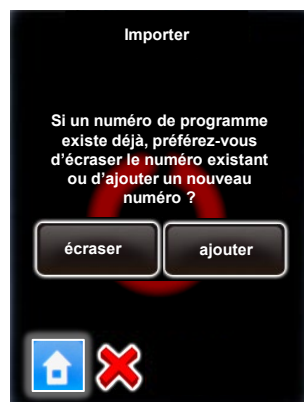 Importer
Si un numéro de programme
existe déjà, préférez-vous
d’écraser le numéro existant
ou d’ajouter un nouveau
numéro ?
écraser ajouter